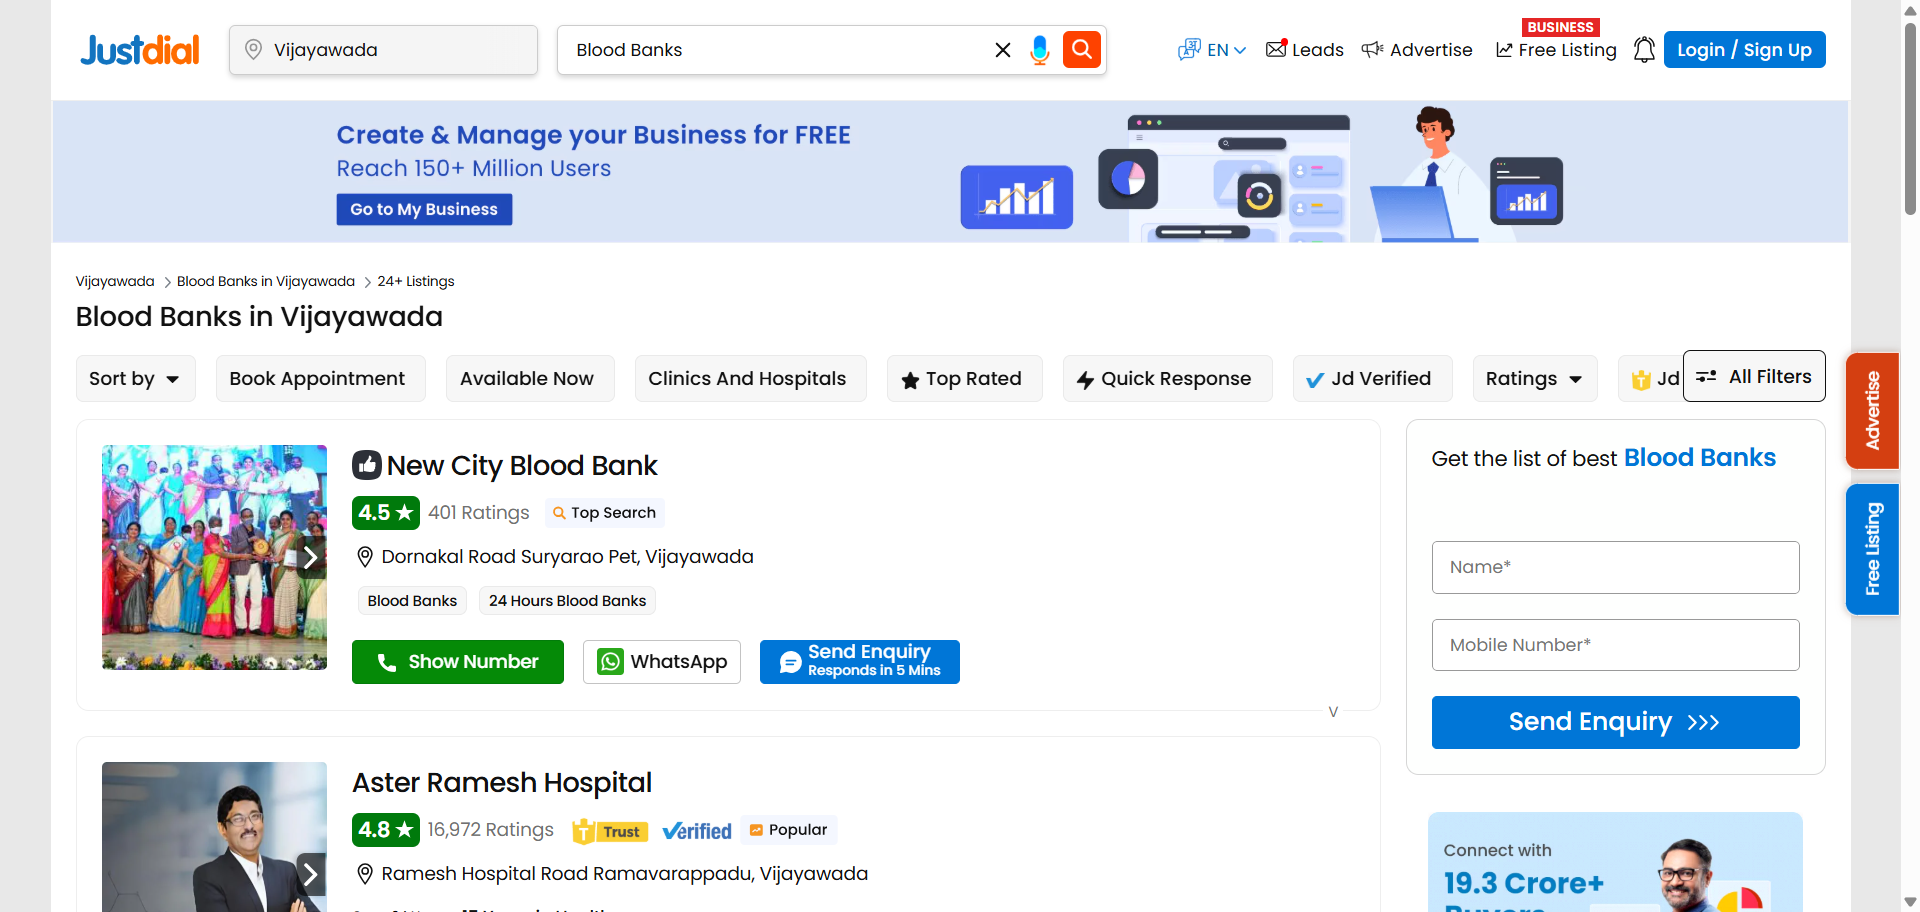 Justdial
Vijayawada
Blood Banks
EN
Leads
Advertise
BUSINESS
Free Listing
Login / Sign Up
Create & Manage your Business for FREE
Reach 150+ Million Users
Go to My Business
Vijayawada
Blood Banks in Vijayawada
24+ Listings
Blood Banks in Vijayawada
Sort by
Book Appointment
Available Now
Clinics And Hospitals
Top Rated
Quick Response
Jd Verified
Ratings
Jd
All Filters
New City Blood Bank
4.5 ★ 401 Ratings
Top Search
Dornakal Road Suryarao Pet, Vijayawada
Blood Banks
24 Hours Blood Banks
Show Number
WhatsApp
Send Enquiry
Responds in 5 Mins
Aster Ramesh Hospital
4.8 ★ 16,972 Ratings
T Trust
Verified
Popular
Ramesh Hospital Road Ramavarappadu, Vijayawada
Get the list of best Blood Banks
Name*
Mobile Number*
Send Enquiry
Connect with
19.3 Crore+
Buyers
Advertise
Free Listing